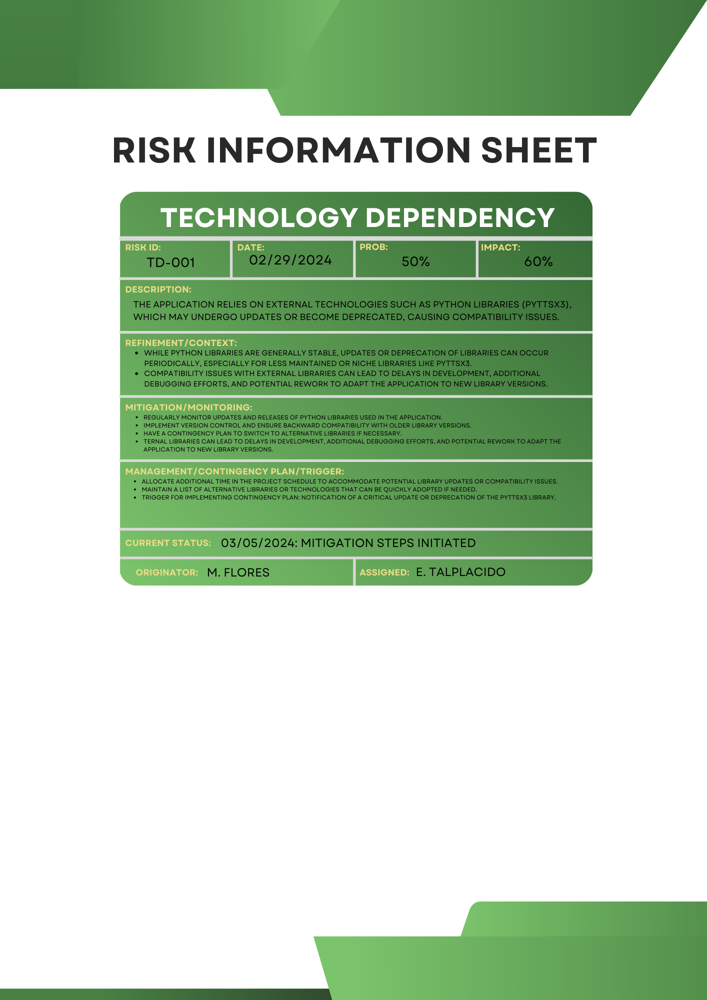 RISK INFORMATION SHEET
TECHNOLOGY DEPENDENCY
RISK ID:
TD-001
DATE:
02/29/2024
PROB:
50%
IMPACT:
60%
DESCRIPTION:
THE APPLICATION RELIES ON EXTERNAL TECHNOLOGIES SUCH AS PYTHON LIBRARIES (PYTTSX3),
WHICH MAY UNDERGO UPDATES OR BECOME DEPRECATED, CAUSING COMPATIBILITY ISSUES.
REFINEMENT/CONTEXT:
• WHILE PYTHON LIBRARIES ARE GENERALLY STABLE, UPDATES OR DEPRECATION OF LIBRARIES CAN OCCUR
PERIODICALLY, ESPECIALLY FOR LESS MAINTAINED OR NICHE LIBRARIES LIKE PYTTSX3.
• COMPATIBILITY ISSUES WITH EXTERNAL LIBRARIES CAN LEAD TO DELAYS IN DEVELOPMENT, ADDITIONAL
DEBUGGING EFFORTS, AND POTENTIAL REWORK TO ADAPT THE APPLICATION TO NEW LIBRARY VERSIONS.
MITIGATION/MONITORING:
• REGULARLY MONITOR UPDATES AND RELEASES OF PYTHON LIBRARIES USED IN THE APPLICATION.
• IMPLEMENT VERSION CONTROL AND ENSURE BACKWARD COMPATIBILITY WITH OLDER LIBRARY VERSIONS.
• HAVE A CONTINGENCY PLAN TO SWITCH TO ALTERNATIVE LIBRARIES IF NECESSARY.
• TERNAL LIBRARIES CAN LEAD TO DELAYS IN DEVELOPMENT, ADDITIONAL DEBUGGING EFFORTS, AND POTENTIAL REWORK TO ADAPT THE
APPLICATION TO NEW LIBRARY VERSIONS.
MANAGEMENT/CONTINGENCY PLAN/TRIGGER:
• ALLOCATE ADDITIONAL TIME IN THE PROJECT SCHEDULE TO ACCOMMODATE POTENTIAL LIBRARY UPDATES OR COMPATIBILITY ISSUES.
• MAINTAIN A LIST OF ALTERNATIVE LIBRARIES OR TECHNOLOGIES THAT CAN BE QUICKLY ADOPTED IF NEEDED.
• TRIGGER FOR IMPLEMENTING CONTINGENCY PLAN: NOTIFICATION OF A CRITICAL UPDATE OR DEPRECATION OF THE PYTTSX3 LIBRARY.
CURRENT STATUS: 03/05/2024: MITIGATION STEPS INITIATED
ORIGINATOR: M. FLORES
ASSIGNED: E. TALPLACIDO